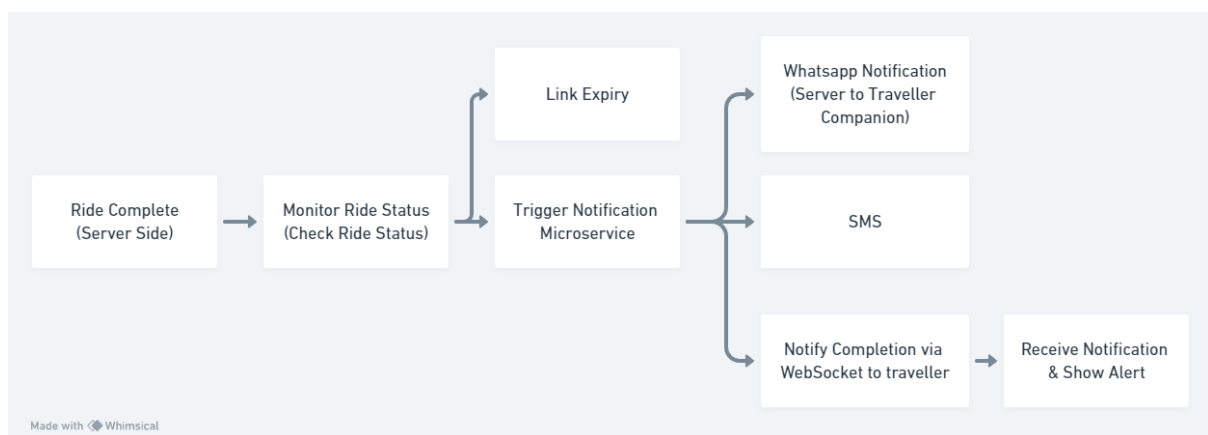 Ride Complete
(Server Side)
Monitor Ride Status
(Check Ride Status)
Link Expiry
Trigger Notification
Microservice
Whatsapp Notification
(Server to Traveller
Companion)
SMS
Notify Completion via
WebSocket to traveller
Receive Notification
& Show Alert
Made with Whimsical